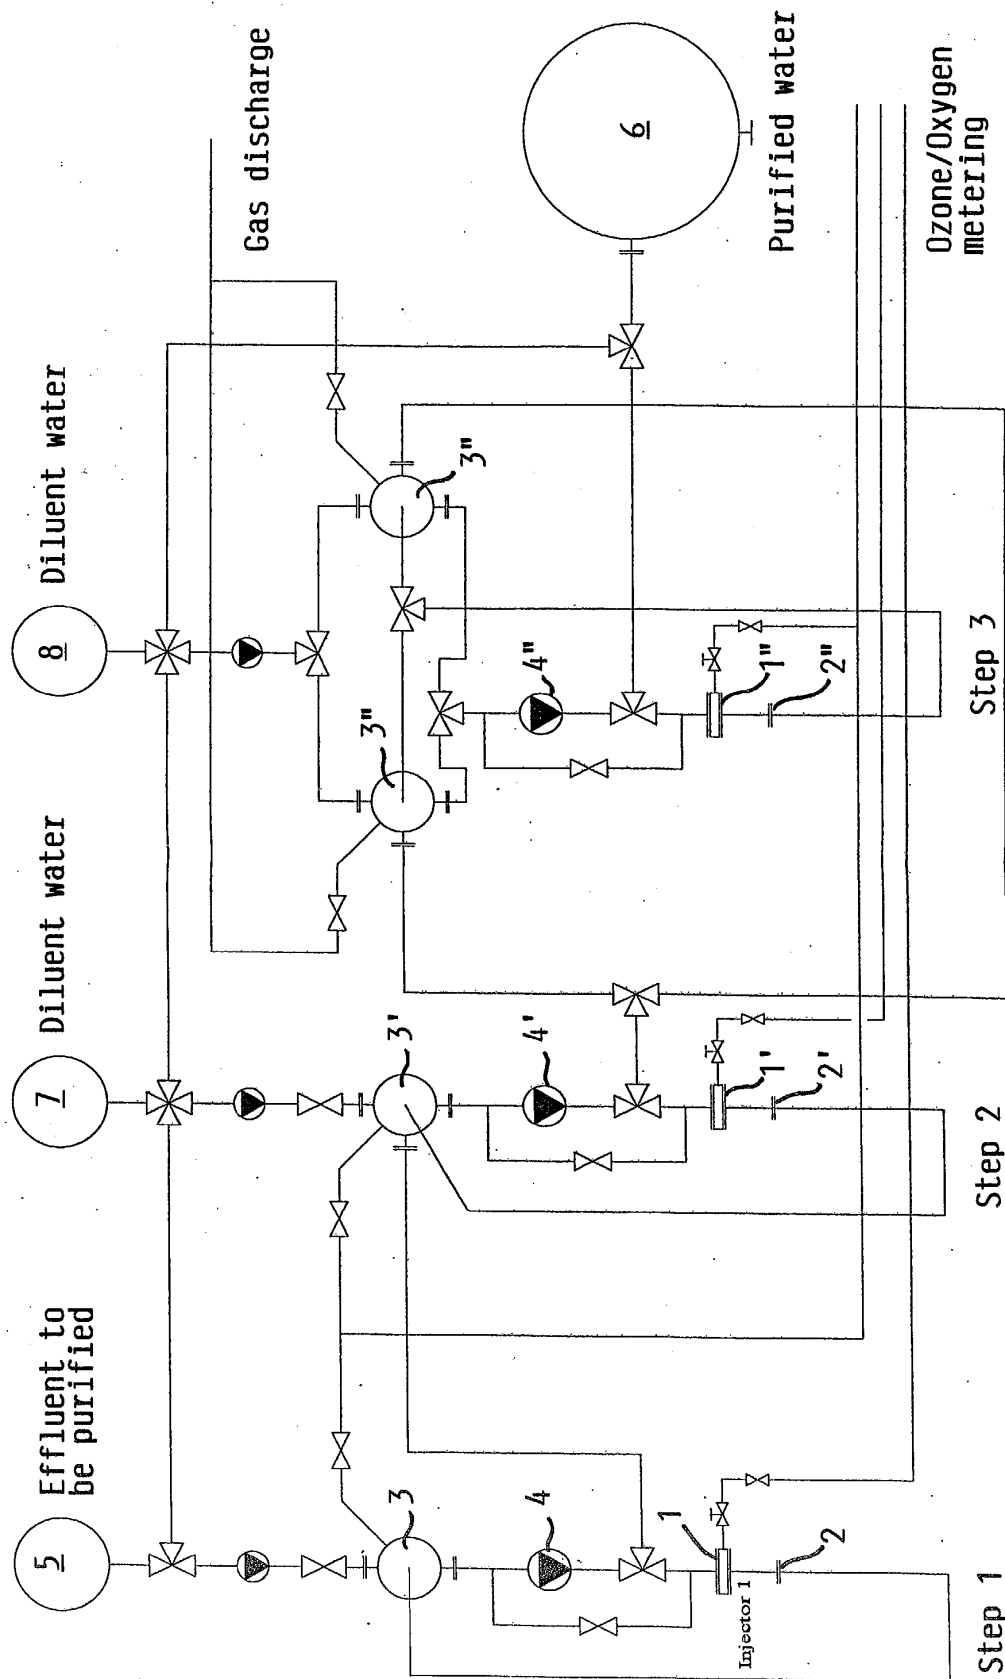 5
Effluent to
be purified
7
Diluent water
8
Diluent water
Gas discharge
3
4
1
Injector 1
2
Step 1
3'
4'
1'
2'
Step 2
3"
3"
4"
1"
2"
Step 3
6
Purified water
Ozone/Oxygen
metering